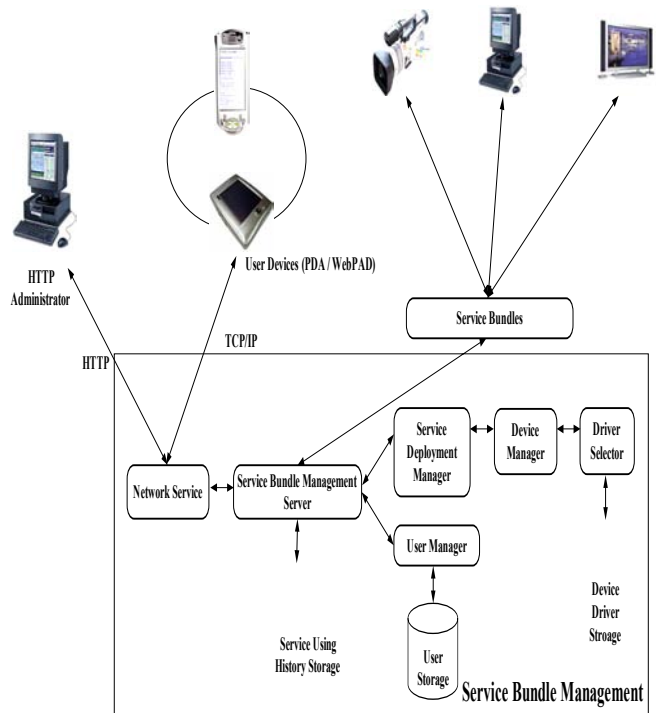 User Devices (PDA / WebPAD)
HTTP
Administrator
Service Bundles
TCP/IP
HTTP
Service
Deployment
Manager
Device
Manager
Driver
Selector
Network Service
Service Bundle Management
Server
User Manager
Device
Driver
Stroage
Service Using
History Storage
User
Storage
Service Bundle Management